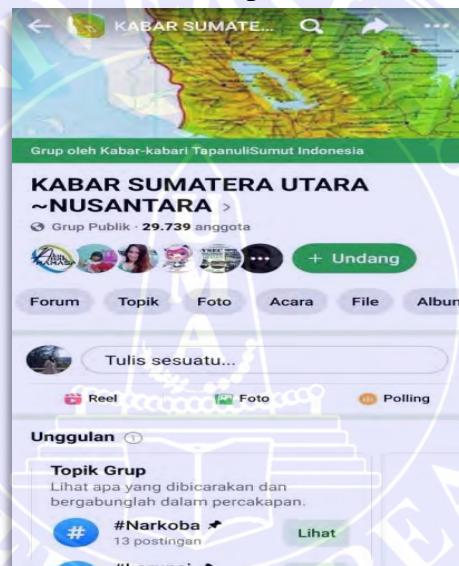 KABAR SUMATE...
Grup oleh Kabar-kabari TapanuliSumut Indonesia
KABAR SUMATERA UTARA
~NUSANTARA >
Grup Publik · 29.739 anggota
+ Undang
Forum Topik Foto Acara File Album
Tulis sesuatu...
Reel Foto Polling
Unggulan
Topik Grup
Lihat apa yang dibicarakan dan
bergabunglah dalam percakapan.
# #Narkoba
13 postingan
Lihat